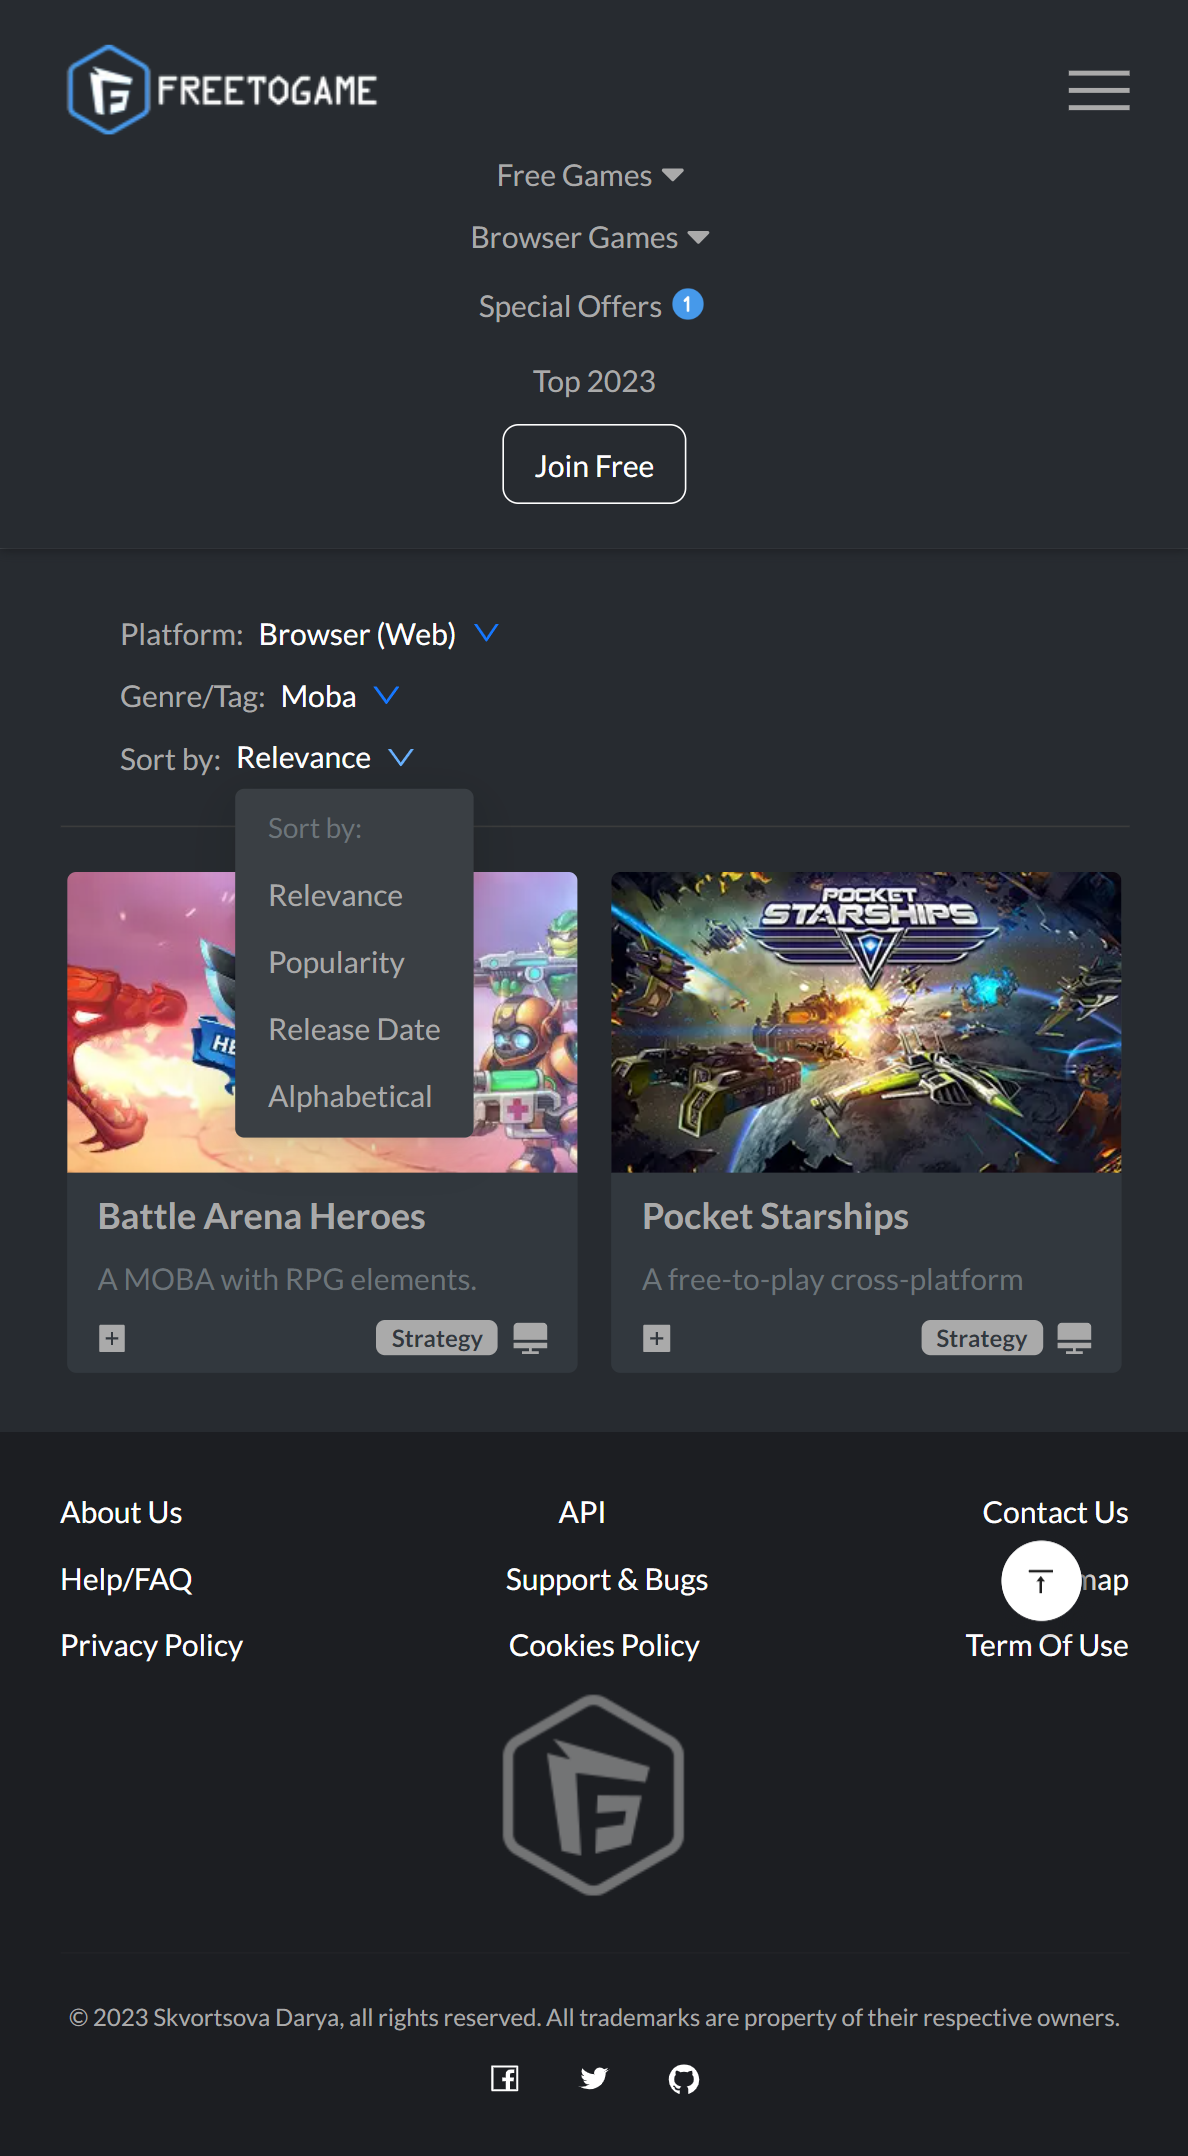 FREETOGAME
Free Games
Browser Games
Special Offers 1
Top 2023
Join Free
Platform: Browser (Web)
Genre/Tag: Moba
Sort by: Relevance
Sort by:
Relevance
Popularity
Release Date
Alphabetical
POCKET
STARSHIPS
Battle Arena Heroes
A MOBA with RPG elements.
Strategy
Pocket Starships
A free-to-play cross-platform
Strategy
About Us
API
Contact Us
Help/FAQ
Support & Bugs
Privacy Policy
Cookies Policy
Term Of Use
© 2023 Skvortsova Darya, all rights reserved. All trademarks are property of their respective owners.